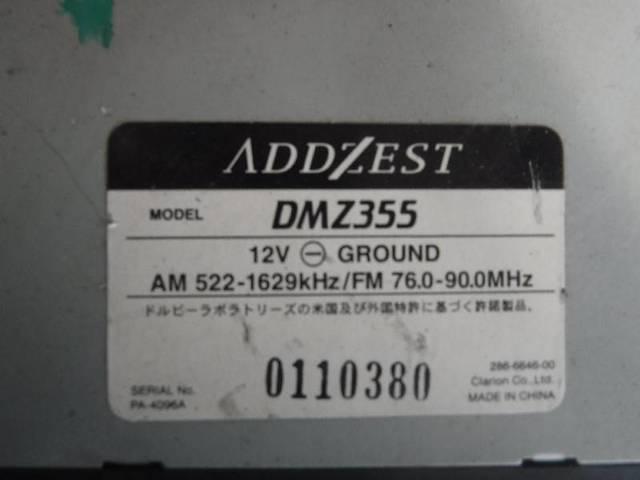 ADDZEST
MODEL DMZ355
12V ⊖ GROUND
AM 522-1629kHz/FM 76.0-90.0MHz
ドルビーラボラトリーズの米国及び外国特許に基づく許諾製品。
286-6646-00
SERIAL No. 0110380 Clarion Co., Ltd.
PA-4096A MADE IN CHINA